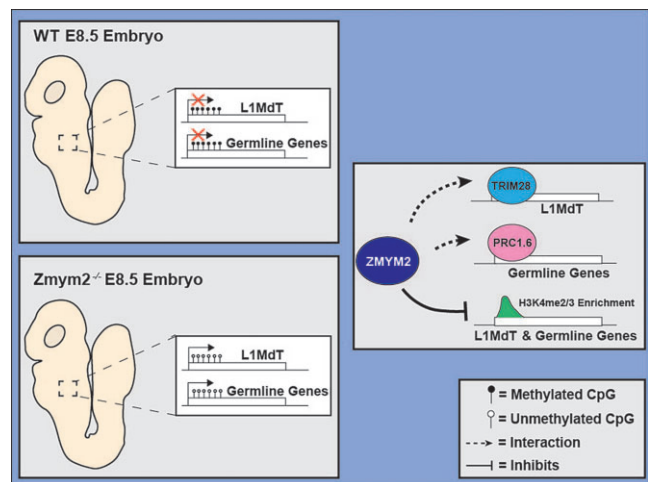 WT E8.5 Embryo
L1MdT
Germline Genes
Zmym2-/- E8.5 Embryo
L1MdT
Germline Genes
ZMYM2
TRIM28
L1MdT
PRC1.6
Germline Genes
H3K4me2/3 Enrichment
L1MdT & Germline Genes
= Methylated CpG
= Unmethylated CpG
= Interaction
= Inhibits